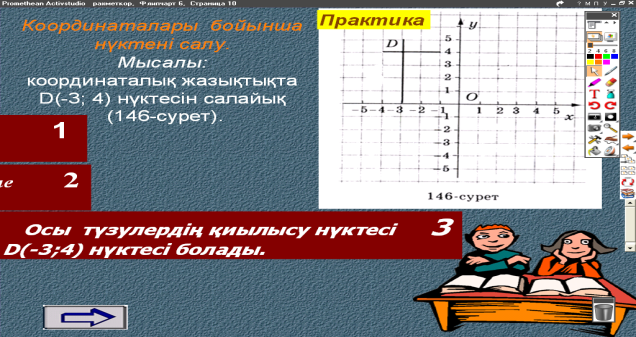 Promethean Activstudio разметкор, Флипчарт 6, Страница 10
? М П У
Координаталары бойынша
нүктені салу.
Мысалы:
координаталық жазықтықта
D(-3; 4) нүктесін салайық
(146-сурет).
Практика
y
D
5
4
3
2
1
O
-5 -4 -3 -2 -1 1 2 3 4 5
x
-1
-2
-3
-4
-5
146-сурет
1
2
Осы түзулердің қиылысу нүктесі 3
D(-3;4) нүктесі болады.